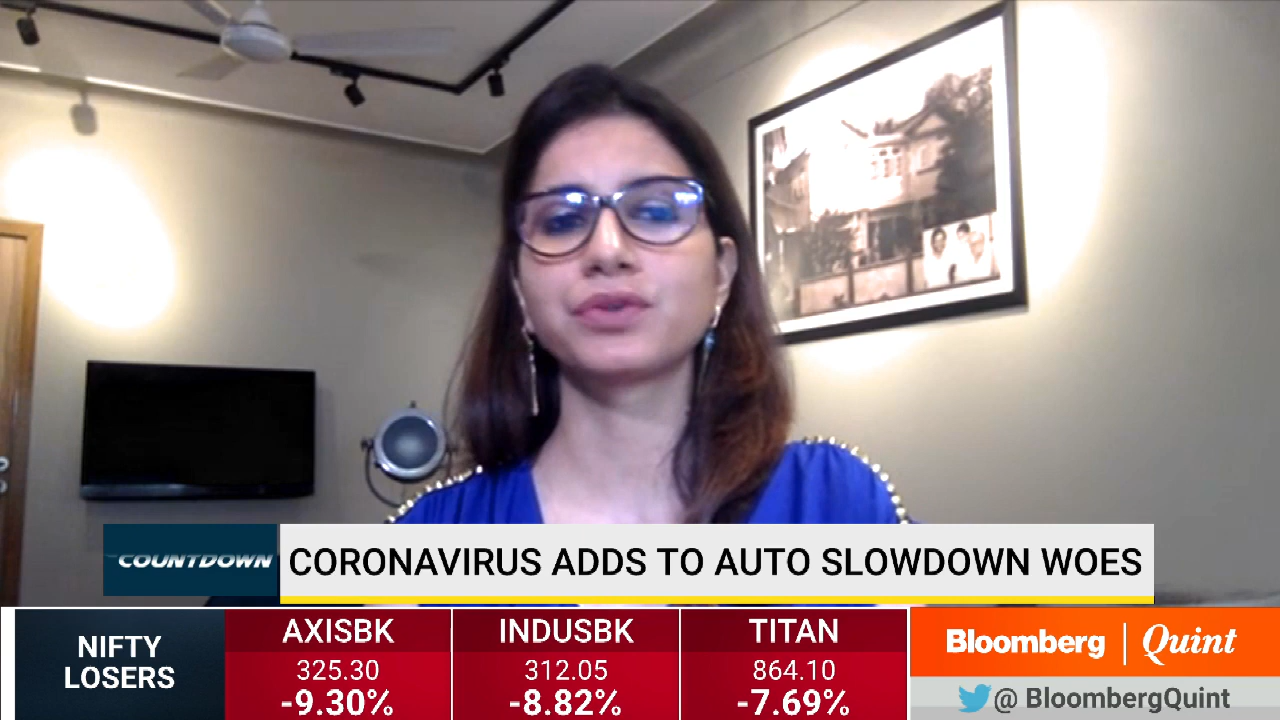 COUNTDOWN
CORONAVIRUS ADDS TO AUTO SLOWDOWN WOES
NIFTY
LOSERS
AXISBK
325.30
-9.30%
INDUSBK
312.05
-8.82%
TITAN
864.10
-7.69%
Bloomberg | Quint
@ BloombergQuint